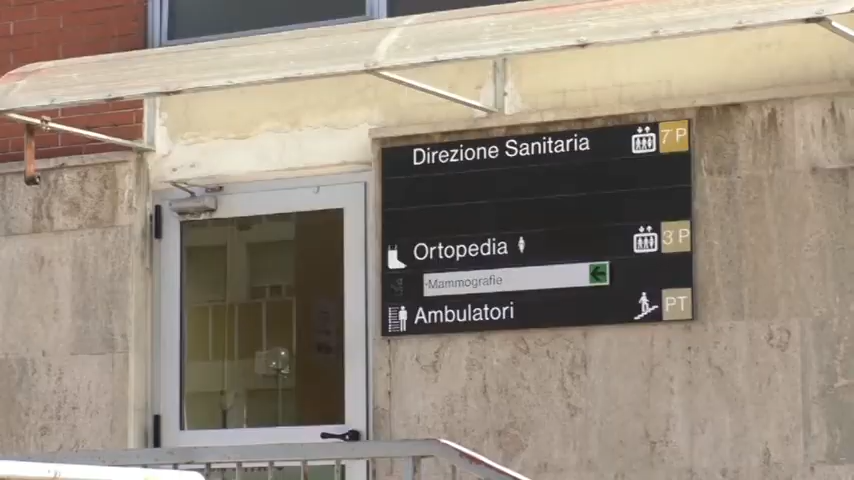 Direzione Sanitaria 7 P
Ortopedia 3 P
-Mammografie
Ambulatori PT